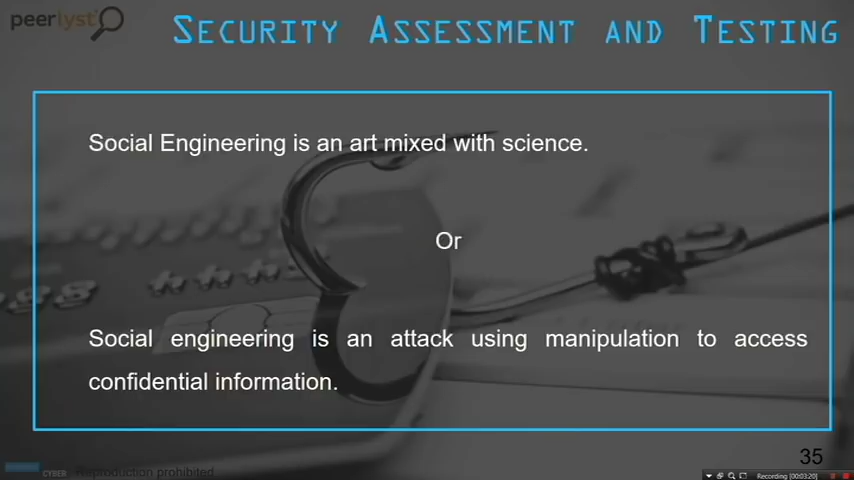 peerlyst
SECURITY ASSESSMENT AND TESTING
Social Engineering is an art mixed with science.
Or
Social engineering is an attack using manipulation to access
confidential information.
35
CYBER Reproduction prohibited
Recording [00:03:20]